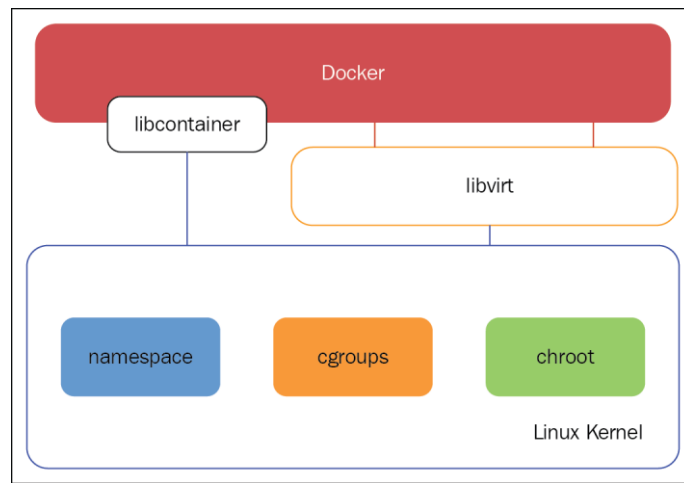 Docker
libcontainer
libvirt
namespace
cgroups
chroot
Linux Kernel